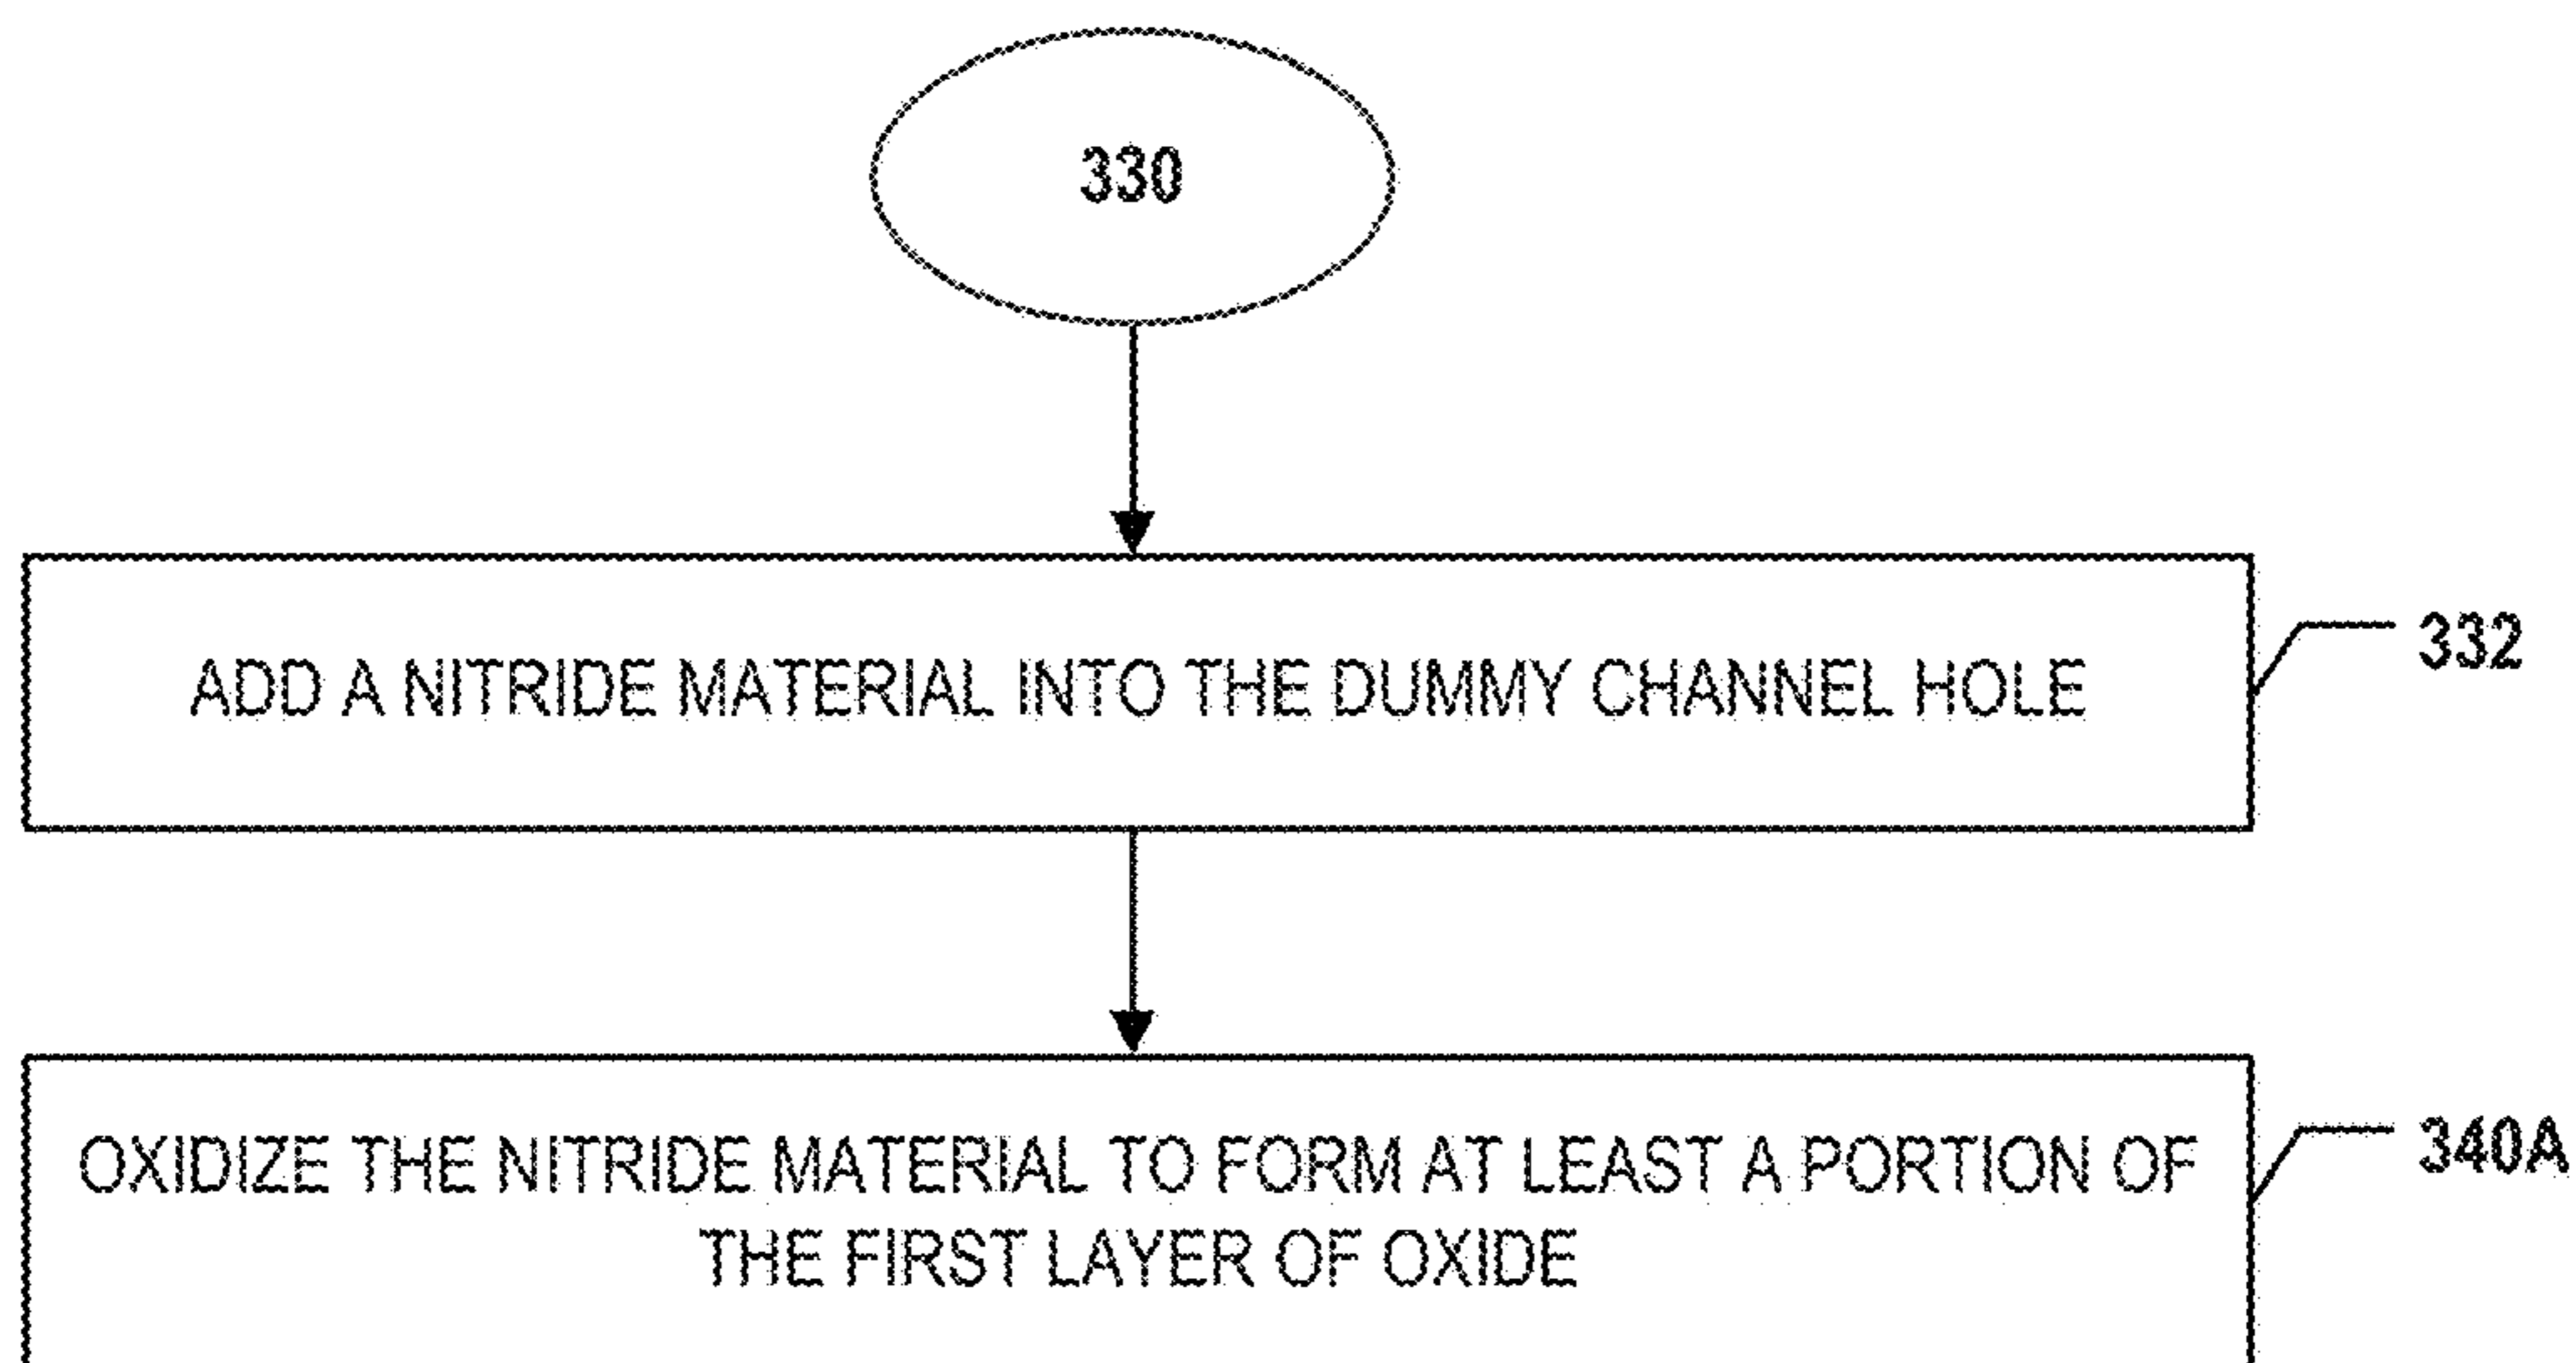 330
ADD A NITRIDE MATERIAL INTO THE DUMMY CHANNEL HOLE
332
OXIDIZE THE NITRIDE MATERIAL TO FORM AT LEAST A PORTION OF
THE FIRST LAYER OF OXIDE
340A